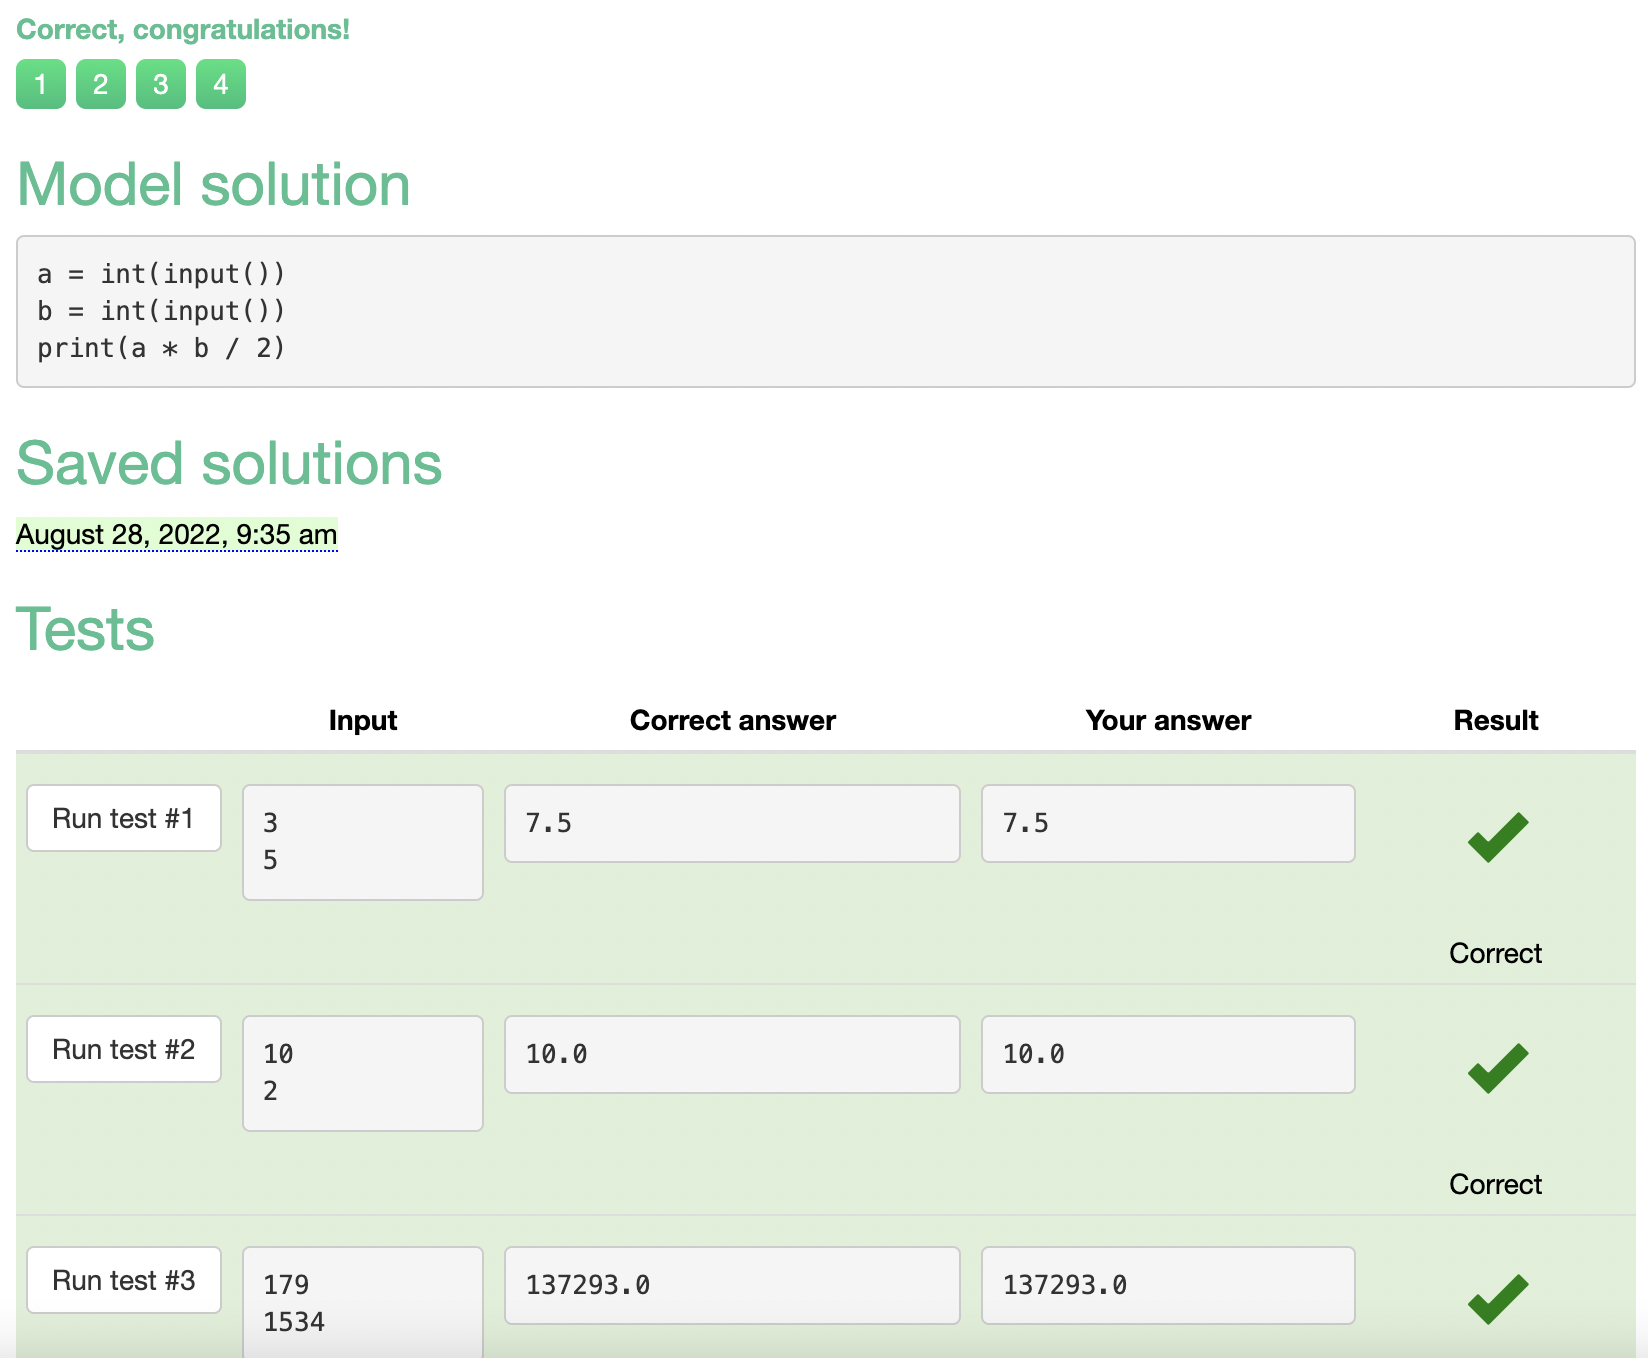 Correct, congratulations!
1 2 3 4
Model solution
a = int(input())
b = int(input())
print(a * b / 2)
Saved solutions
August 28, 2022, 9:35 am
Tests
Input Correct answer Your answer Result
Run test #1 3 7.5 7.5
5
Correct
Run test #2 10 10.0 10.0
2
Correct
Run test #3 179 137293.0 137293.0
1534